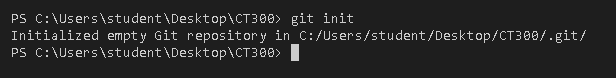 PS C:\Users\student\Desktop\CT300> git init
Initialized empty Git repository in C:/Users/student/Desktop/CT300/.git/
PS C:\Users\student\Desktop\CT300>